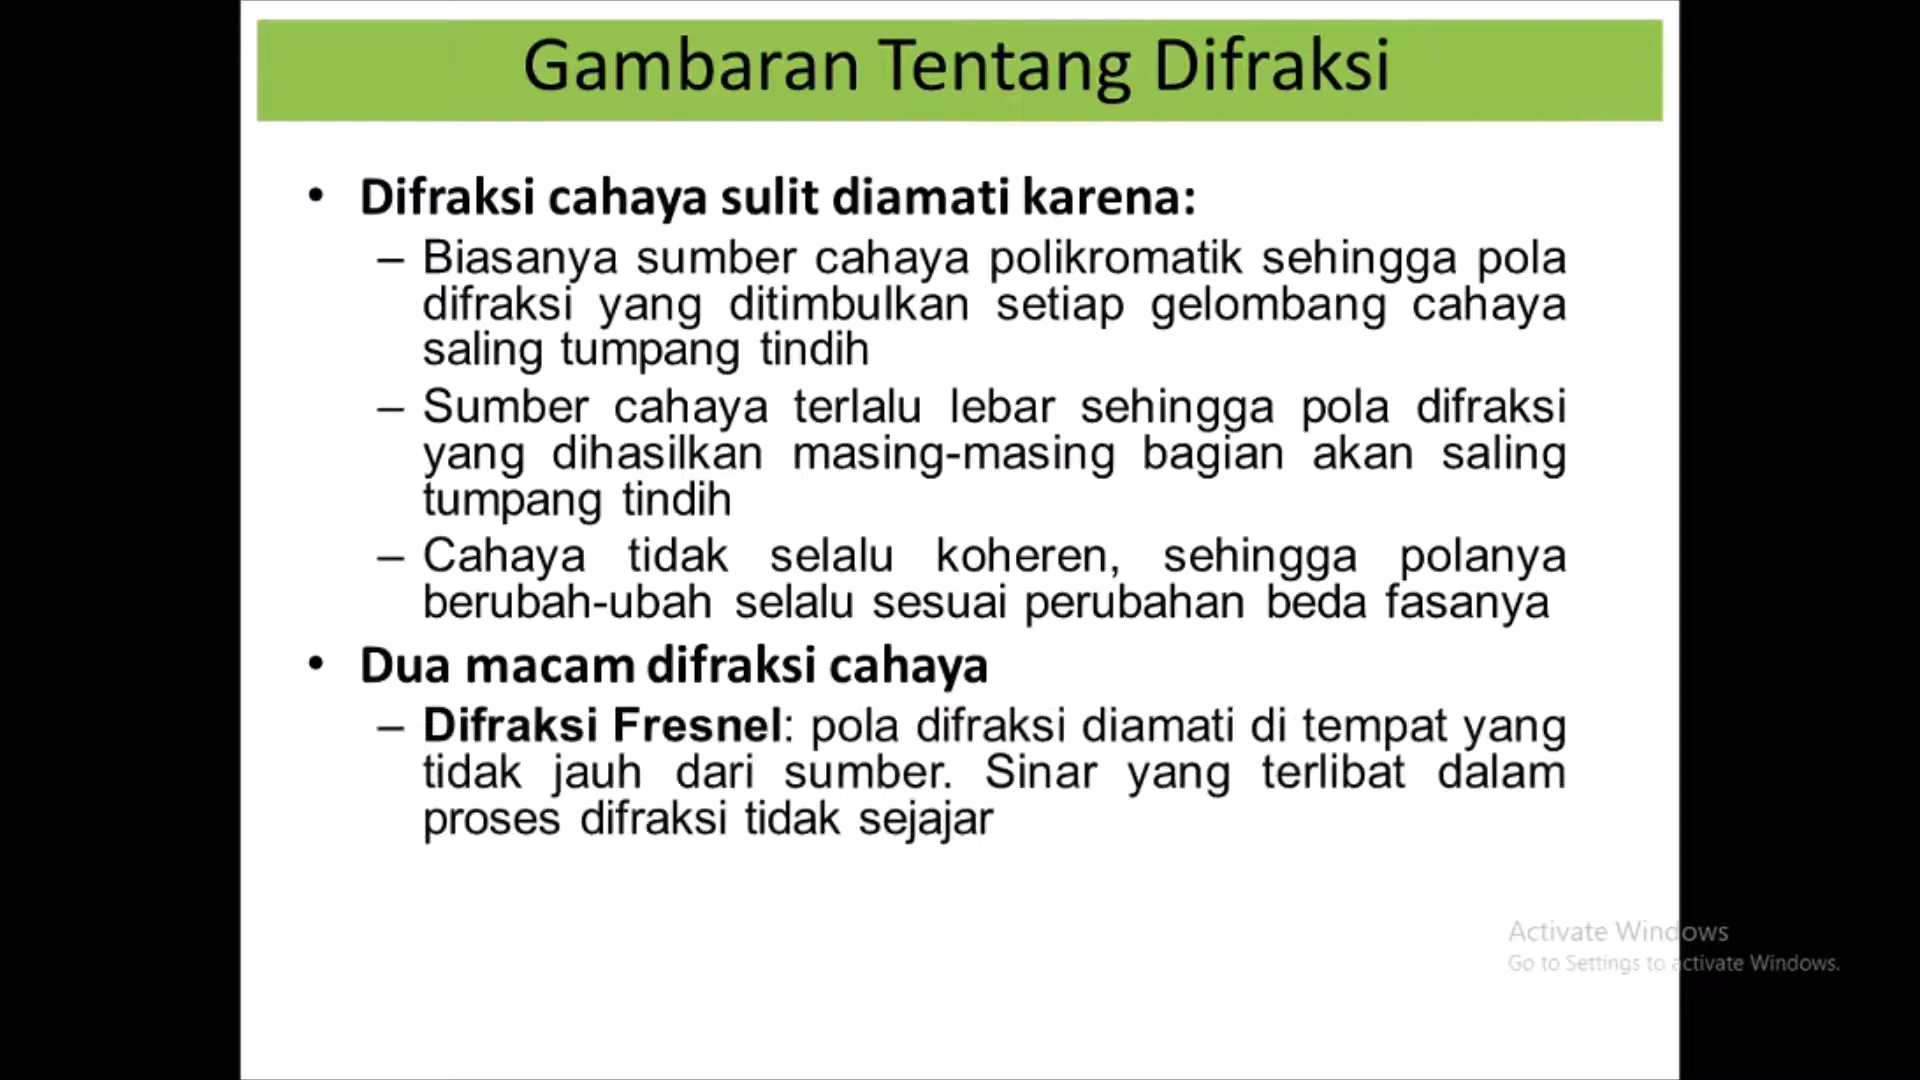 Gambaran Tentang Difraksi
• Difraksi cahaya sulit diamati karena:
– Biasanya sumber cahaya polikromatik sehingga pola
difraksi yang ditimbulkan setiap gelombang cahaya
saling tumpang tindih
– Sumber cahaya terlalu lebar sehingga pola difraksi
yang dihasilkan masing-masing bagian akan saling
tumpang tindih
– Cahaya tidak selalu koheren, sehingga polanya
berubah-ubah selalu sesuai perubahan beda fasanya
• Dua macam difraksi cahaya
– Difraksi Fresnel: pola difraksi diamati di tempat yang
tidak jauh dari sumber. Sinar yang terlibat dalam
proses difraksi tidak sejajar
Activate Windows
Go to Settings to activate Windows.